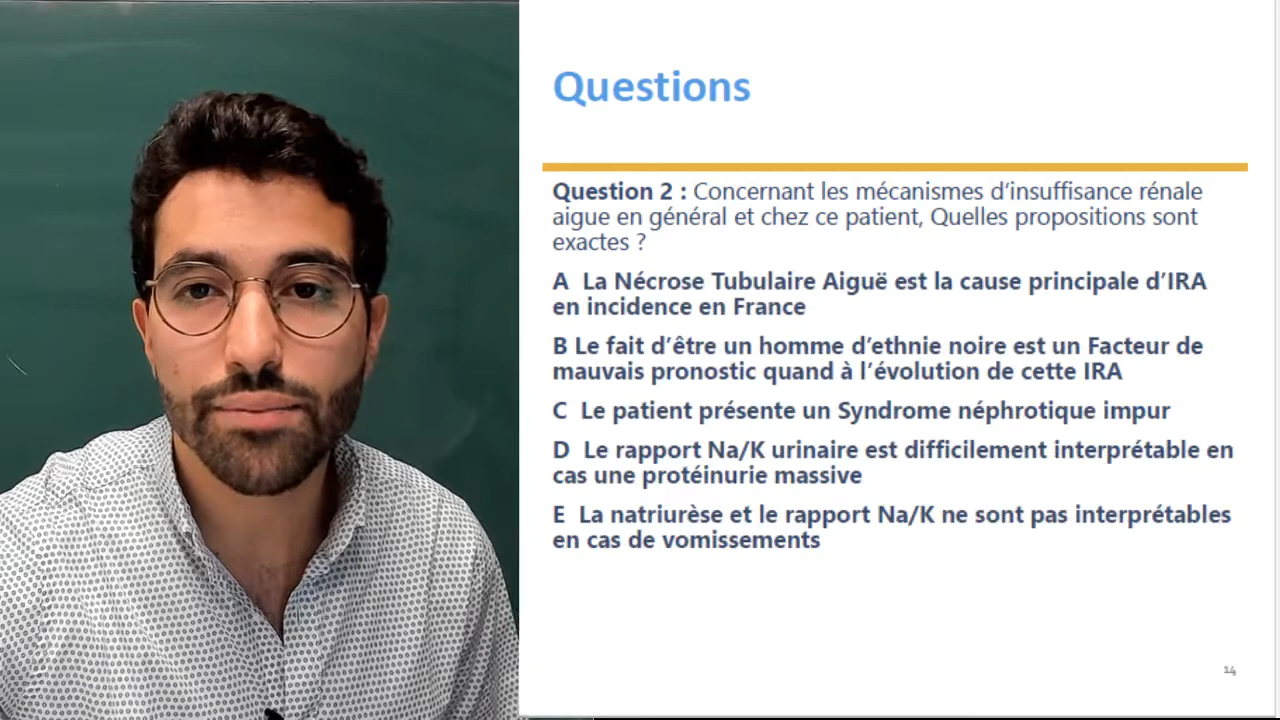 Questions
Question 2 : Concernant les mécanismes d’insuffisance rénale
aigue en général et chez ce patient, Quelles propositions sont
exactes ?
A La Nécrose Tubulaire Aiguë est la cause principale d’IRA
en incidence en France
B Le fait d’être un homme d’ethnie noire est un Facteur de
mauvais pronostic quand à l’évolution de cette IRA
C Le patient présente un Syndrome néphrotique impur
D Le rapport Na/K urinaire est difficilement interprétable en
cas une protéinurie massive
E La natriurèse et le rapport Na/K ne sont pas interprétables
en cas de vomissements
14